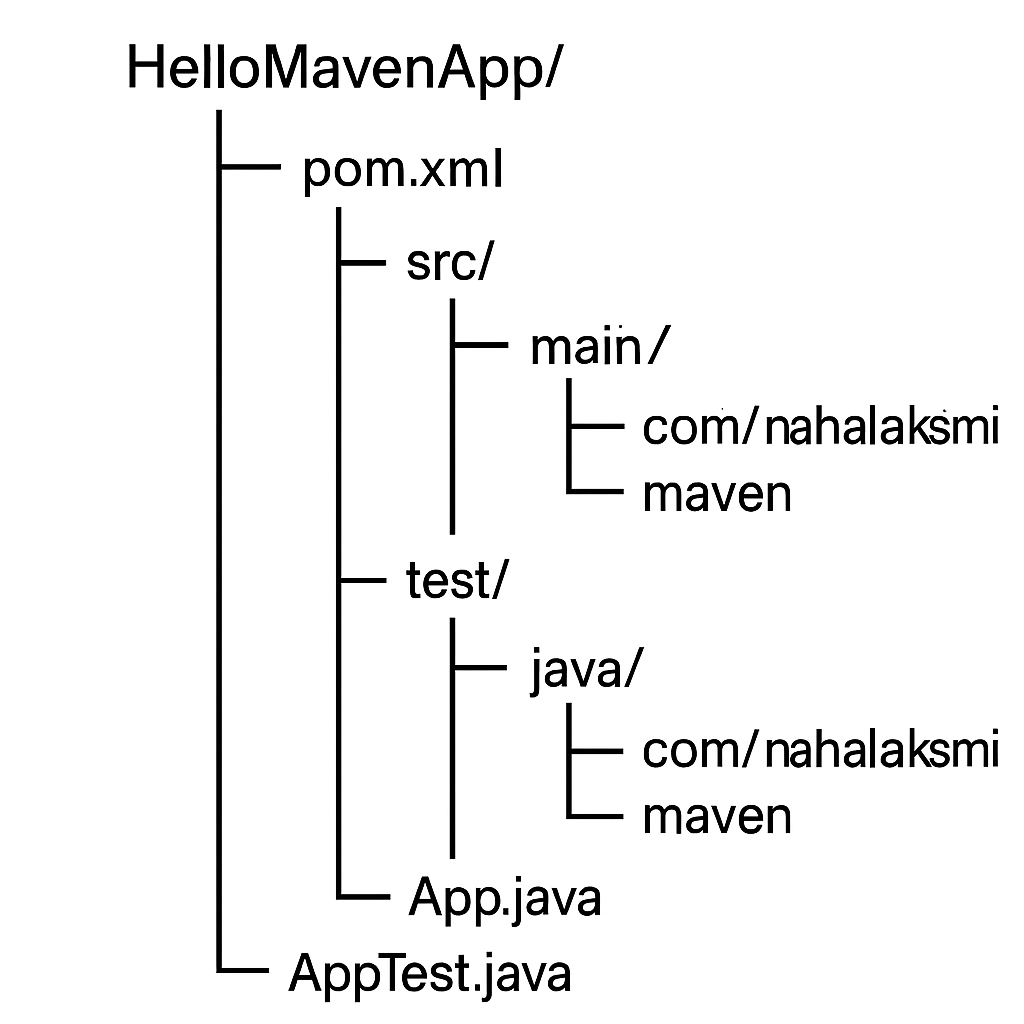 HelloMavenApp/
pom.xml
src/
main/
com/nahalaksmi
maven
test/
java/
com/nahalaksmi
maven
App.java
AppTest.java